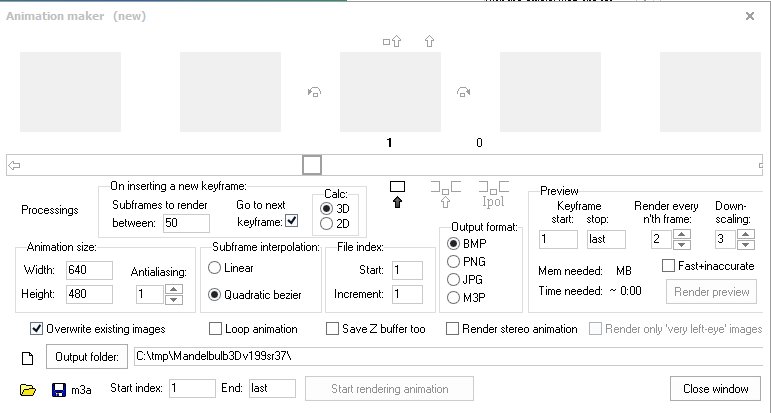 Animation maker (new)
1 0
Ipol
Processings
On inserting a new keyframe:
Subframes to render
between: 50
Go to next
keyframe:
Calc:
3D
2D
Output format:
BMP
PNG
JPG
M3P
Preview
Keyframe
start: stop:
1 last
Render every
n'th frame:
2
Down-
scaling:
3
Mem needed: MB
Fast+inaccurate
Time needed: ~ 0:00
Render preview
Animation size:
Width: 640
Height: 480
Antialiasing:
1
Subframe interpolation:
Linear
Quadratic bezier
File index:
Start: 1
Increment: 1
Overwrite existing images
Loop animation
Save Z buffer too
Render stereo animation
Render only 'very left-eye' images
Output folder: C:\tmp\Mandelbulb3Dv199sr37\
m3a
Start index: 1 End: last
Start rendering animation
Close window